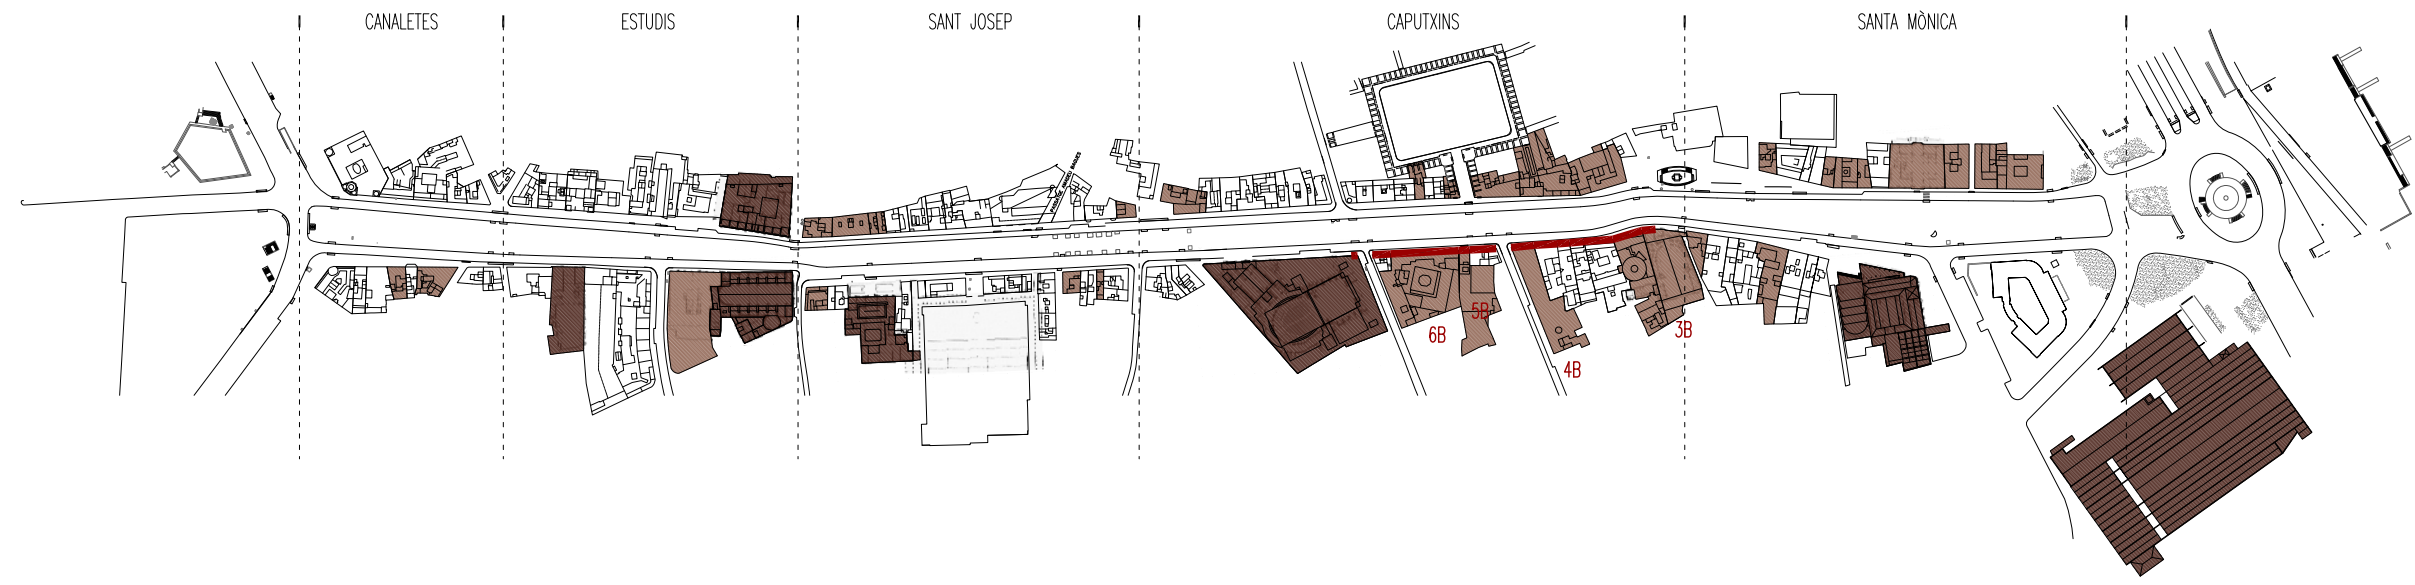 CANALETES
ESTUDIS
SANT JOSEP
CAPUTXINS
SANTA MÒNICA
5B
6B
3B
4B